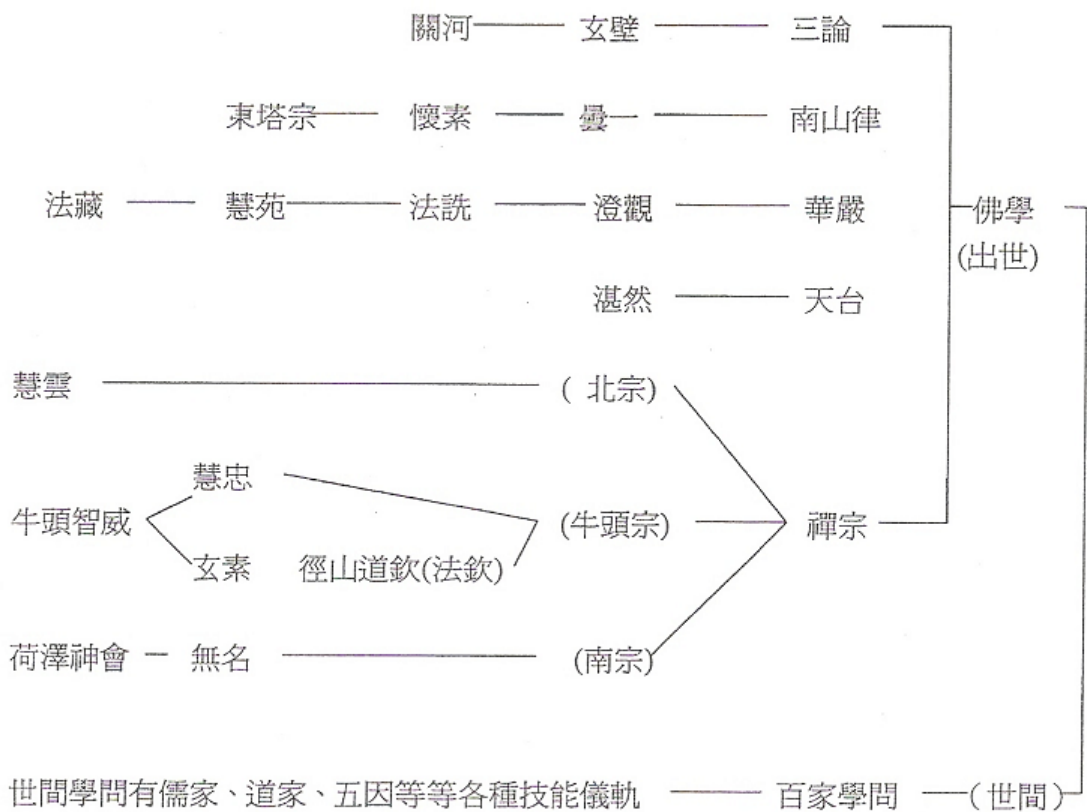 關河 玄壁 三論
東塔宗 懷素 曇一 南山律
法藏 慧苑 法詵 澄觀 華嚴 佛學
(出世)
湛然 天台
慧雲 ( 北宗)
慧忠
牛頭智威 (牛頭宗) 禪宗
玄素 徑山道欽(法欽)
荷澤神會 無名 (南宗)
世間學問有儒家、道家、五因等等各種技能儀軌 百家學問 (世間)